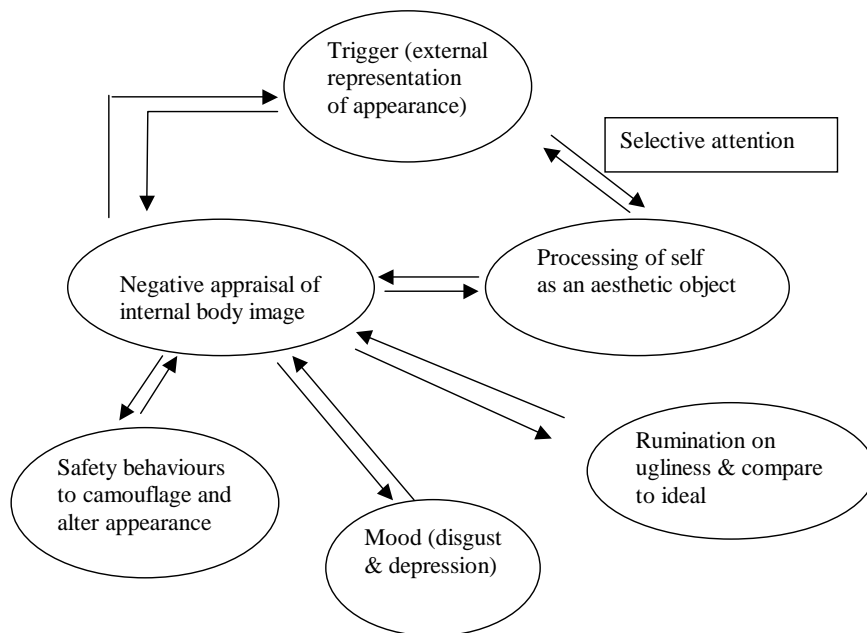 Trigger (external
representation
of appearance)
Selective attention
Processing of self
as an aesthetic object
Negative appraisal of
internal body image
Rumination on
ugliness & compare
to ideal
Safety behaviours
to camouflage and
alter appearance
Mood (disgust
& depression)